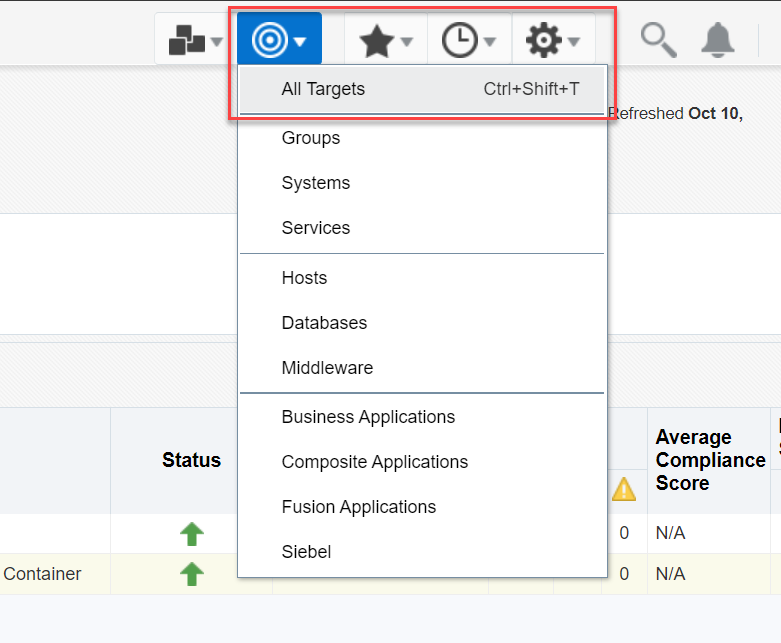 All Targets Ctrl+Shift+T
Refreshed Oct 10,
Groups
Systems
Services
Hosts
Databases
Middleware
Business Applications
Composite Applications
Fusion Applications
Siebel
Status
Average
Compliance
Score
0 N/A
Container
0 N/A